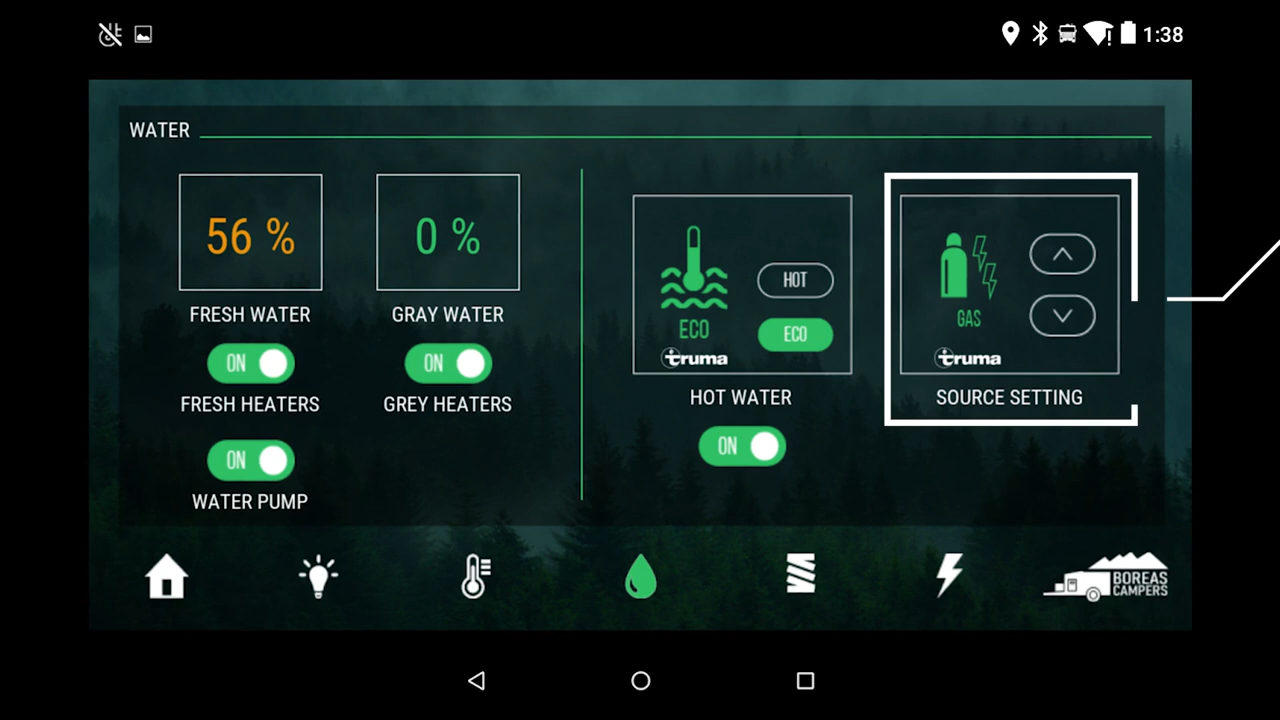 1:38
WATER
56 %
0 %
FRESH WATER
GRAY WATER
ON
ON
FRESH HEATERS
GREY HEATERS
ON
WATER PUMP
HOT
ECO
ECO
truma
HOT WATER
ON
GAS
truma
SOURCE SETTING
BOREAS
CAMPERS